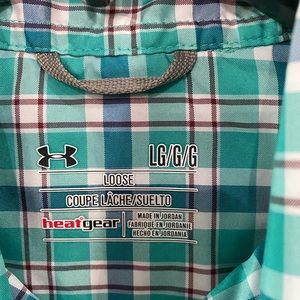 LG/G/G
LOOSE
COUPE LÂCHE/SUELTO
heatgear
MADE IN JORDAN
FABRIQUÉ EN JORDANIE
HECHO EN JORDANIA